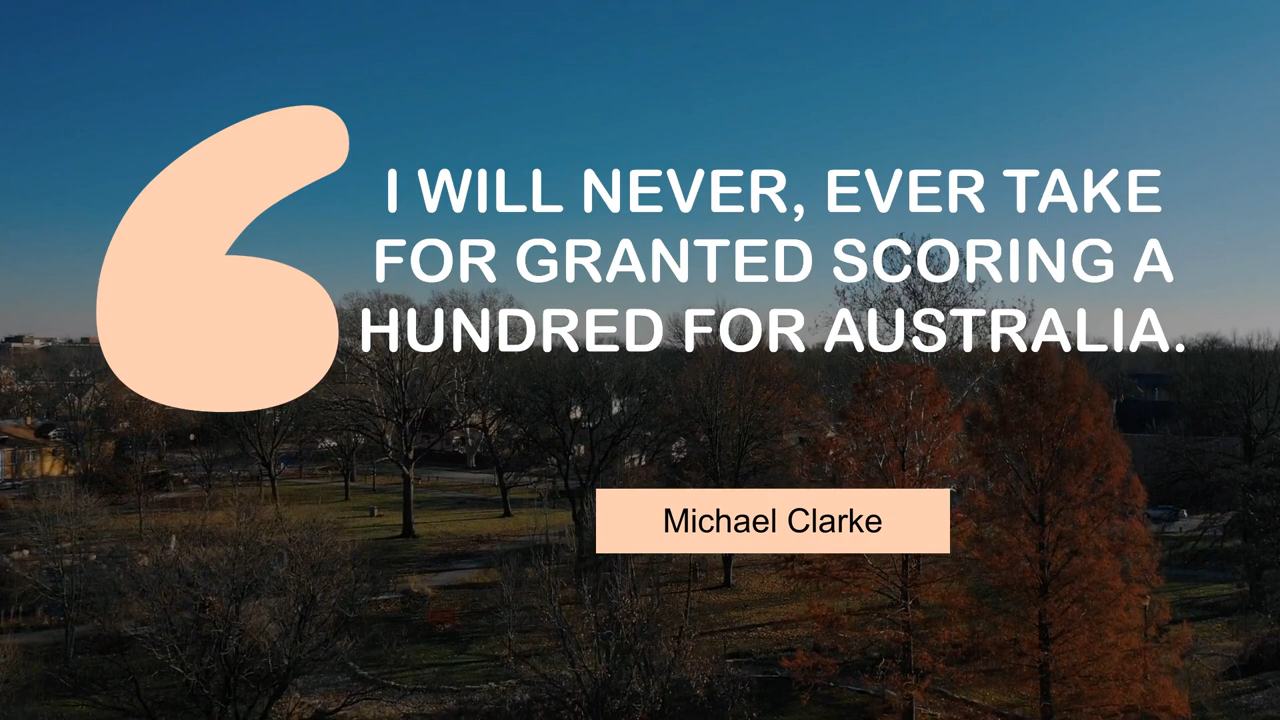 I WILL NEVER, EVER TAKE
FOR GRANTED SCORING A
HUNDRED FOR AUSTRALIA.
Michael Clarke